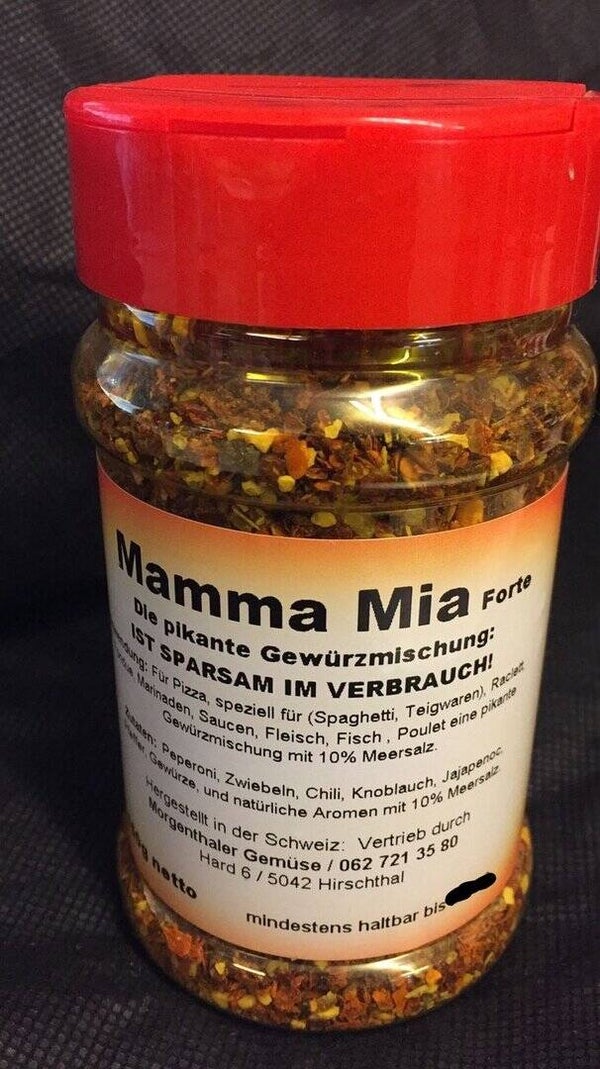 Mamma Mia Forte
Die pikante Gewürzmischung:
IST SPARSAM IM VERBRAUCH!
Für Pizza, speziell für (Spaghetti, Teigwaren),
Marinaden, Saucen, Fleisch, Fisch , Poulet eine pikante
Gewürzmischung mit 10% Meersalz.
Zutaten: Peperoni, Zwiebeln, Chili, Knoblauch, Jajapenoc,
Gewürze, und natürliche Aromen mit 10% Meersalz.
Hergestellt in der Schweiz: Vertrieb durch
Morgenthaler Gemüse / 062 721 35 80
Hard 6 / 5042 Hirschthal
netto
mindestens haltbar bis